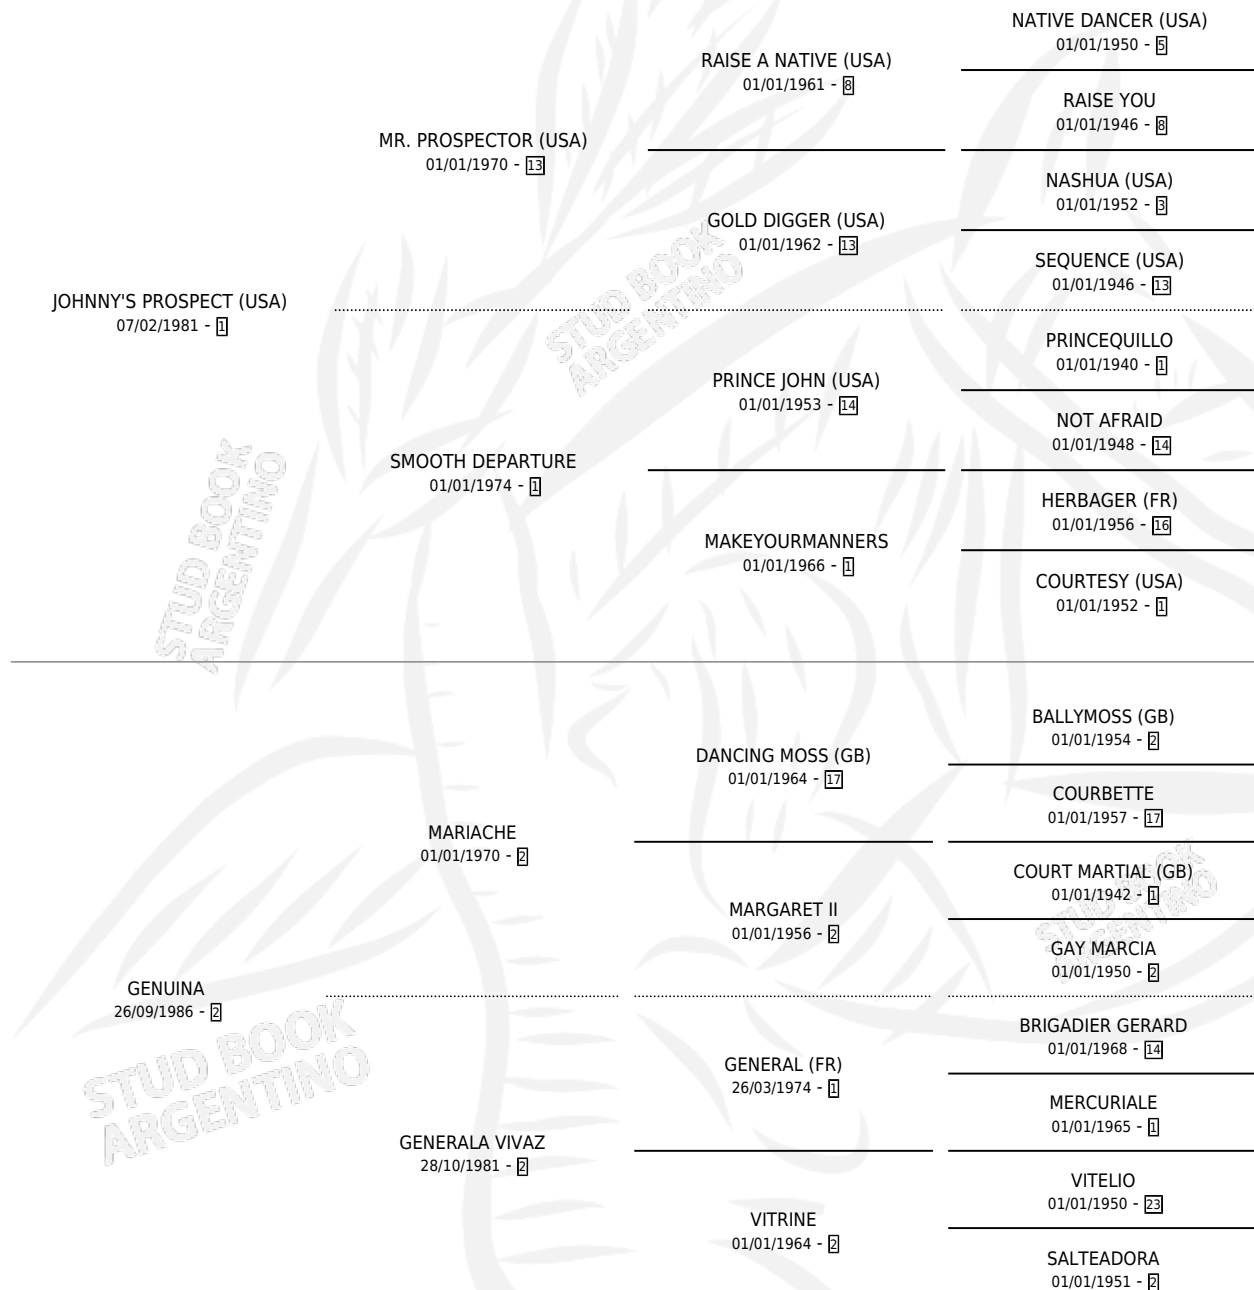 NATIVE DANCER (USA)
01/01/1950 - 5
RAISE A NATIVE (USA)
01/01/1961 - 8
RAISE YOU
01/01/1946 - 8
MR. PROSPECTOR (USA)
01/01/1970 - 13
NASHUA (USA)
01/01/1952 - 3
GOLD DIGGER (USA)
01/01/1962 - 13
SEQUENCE (USA)
01/01/1946 - 13
JOHNNY'S PROSPECT (USA)
07/02/1981 - 1
PRINCEQUILLO
01/01/1940 - 1
PRINCE JOHN (USA)
01/01/1953 - 14
NOT AFRAID
01/01/1948 - 14
SMOOTH DEPARTURE
01/01/1974 - 1
HERBAGER (FR)
01/01/1956 - 16
MAKEYOURMANNERS
01/01/1966 - 1
COURTESY (USA)
01/01/1952 - 1
BALLYMOSS (GB)
01/01/1954 - 2
DANCING MOSS (GB)
01/01/1964 - 17
COURBETTE
01/01/1957 - 17
MARIACHE
01/01/1970 - 2
COURT MARTIAL (GB)
01/01/1942 - 1
MARGARET II
01/01/1956 - 2
GAY MARCIA
01/01/1950 - 2
GENUINA
26/09/1986 - 2
BRIGADIER GERARD
01/01/1968 - 14
GENERAL (FR)
26/03/1974 - 1
MERCURIALE
01/01/1965 - 1
GENERALA VIVAZ
28/10/1981 - 2
VITELIO
01/01/1950 - 23
VITRINE
01/01/1964 - 2
SALTEADORA
01/01/1951 - 2
STUD BOOK
ARGENTINO
STUD BOOK
ARGENTINO
STUD BOOK
ARGENTINO
STUD BOOK
ARGENTINO